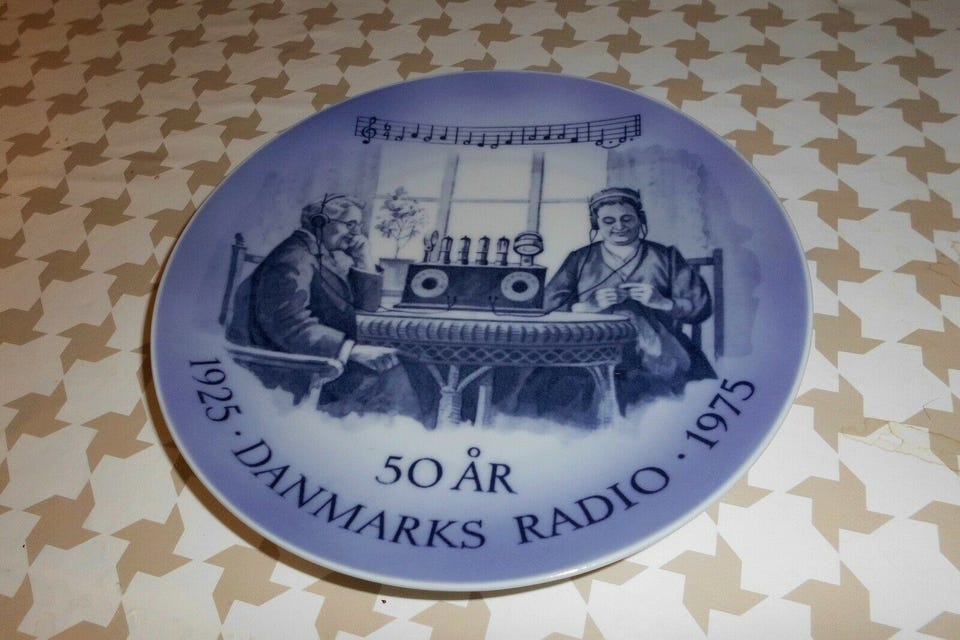 50 ÅR
1925 · DANMARKS RADIO · 1975